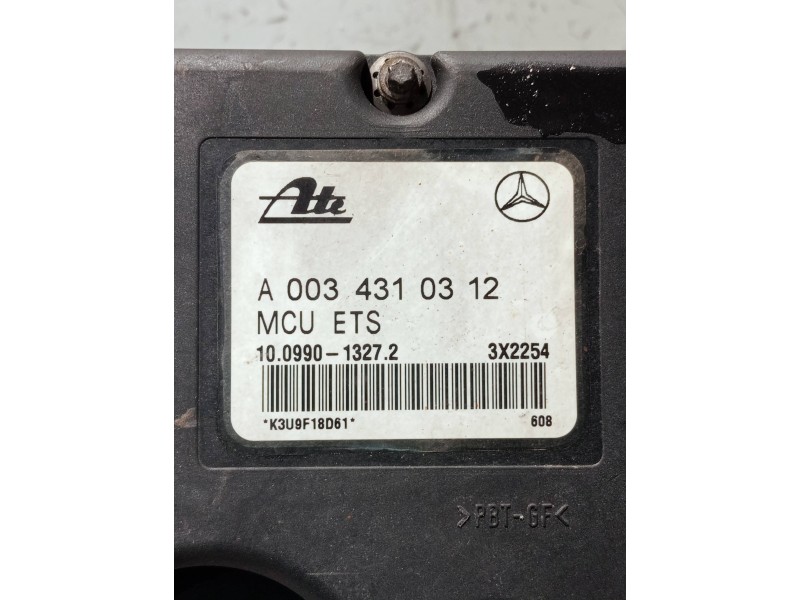 Ate
A 003 431 03 12
MCU ETS
10.0990-1327.2 3X2254
*K3U9F18D61* 608
>PBT-GF<